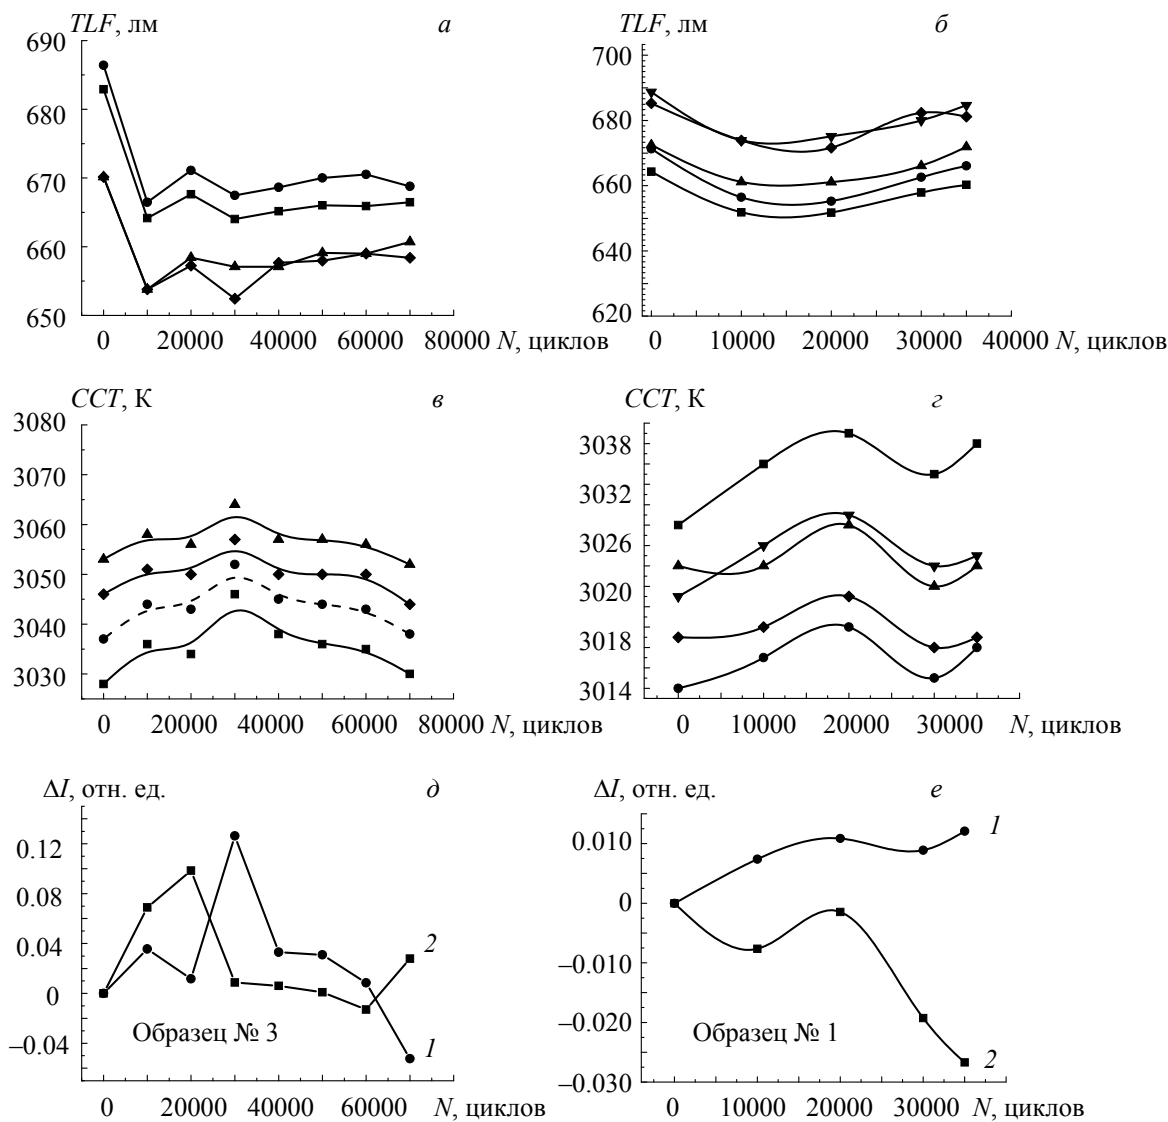 TLF, лм а
690
680
670
660
650
0 20000 40000 60000 80000 N, циклов
TLF, лм б
700
680
660
640
620
0 10000 20000 30000 40000 N, циклов
CCT, К в
3080
3070
3060
3050
3040
3030
0 20000 40000 60000 80000 N, циклов
CCT, К г
3038
3032
3026
3020
3018
3014
0 10000 20000 30000 N, циклов
ΔI, отн. ед. д
0.12
0.08
0.04
0
–0.04
2
1
Образец № 3
0 20000 40000 60000 N, циклов
ΔI, отн. ед. е
0.010
0
–0.010
–0.020
–0.030
1
2
Образец № 1
0 10000 20000 30000 N, циклов